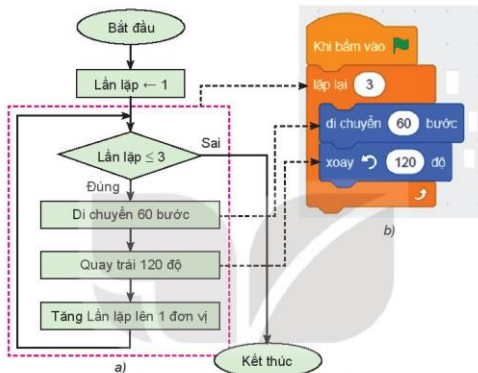 Bắt đầu
Lần lặp ← 1
Lần lặp ≤ 3
Sai
Đúng
Di chuyển 60 bước
Quay trái 120 độ
Tăng Lần lặp lên 1 đơn vị
Kết thúc
a)
Khi bấm vào
lặp lại 3
di chuyển 60 bước
xoay 120 độ
b)